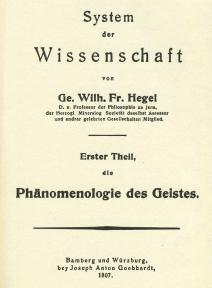 System
der
Wissenschaft
von
Ge. Wilh. Fr. Hegel
D. u. Professor der Philosophie zu Jena,
der Herzogl. Mineralog. Societät daselbst Assessor
und andrer gelehrten Gesellschaften Mitglied.
Erster Theil,
die
Phänomenologie des Geistes.
Bamberg und Würzburg,
bey Joseph Anton Goebhardt,
1807.